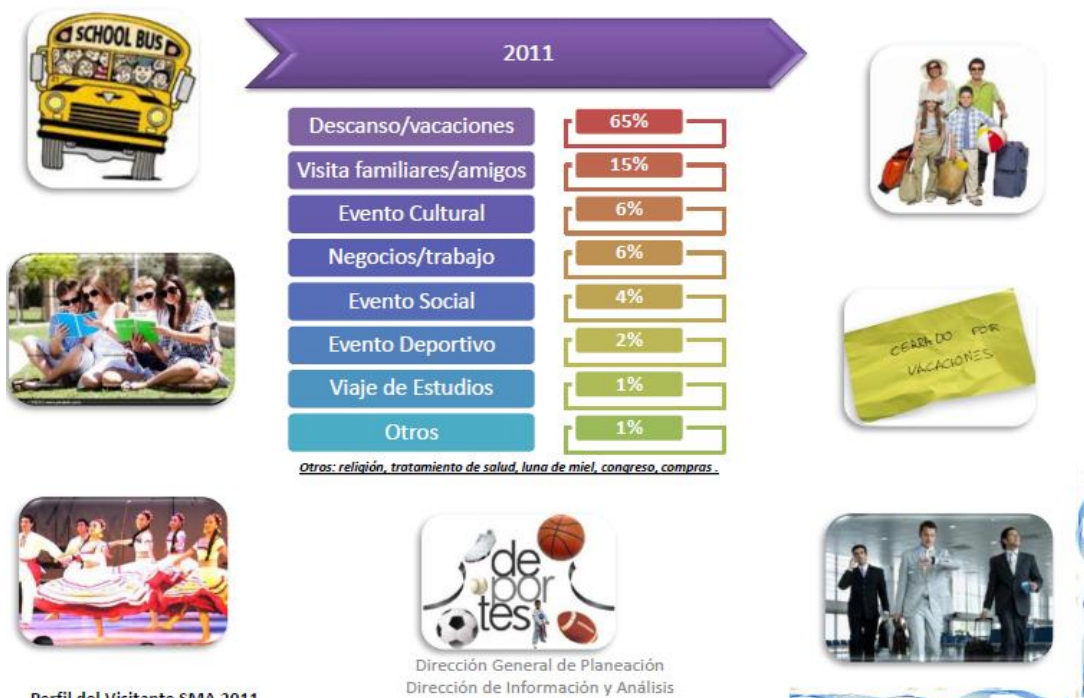 SCHOOL BUS
2011
Descanso/vacaciones 65%
Visita familiares/amigos 15%
Evento Cultural 6%
Negocios/trabajo 6%
Evento Social 4%
Evento Deportivo 2%
Viaje de Estudios 1%
Otros 1%
Otros: religión, tratamiento de salud, luna de miel, congreso, compras .
CERRADO POR
VACACIONES
de
por
tes
Dirección General de Planeación
Dirección de Información y Análisis
Perfil del Visitante SMA 2011